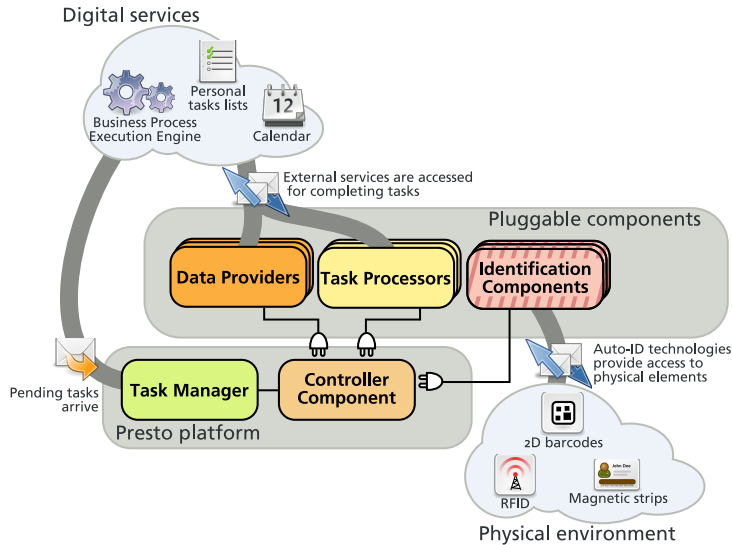 Digital services
Personal
tasks lists
12
Business Process
Execution Engine
Calendar
External services are accessed
for completing tasks
Pluggable components
Data Providers
Task Processors
Identification
Components
Auto-ID technologies
provide access to
physical elements
Pending tasks
arrive
Task Manager
Controller
Component
Presto platform
2D barcodes
John Doe
RFID
Magnetic strips
Physical environment